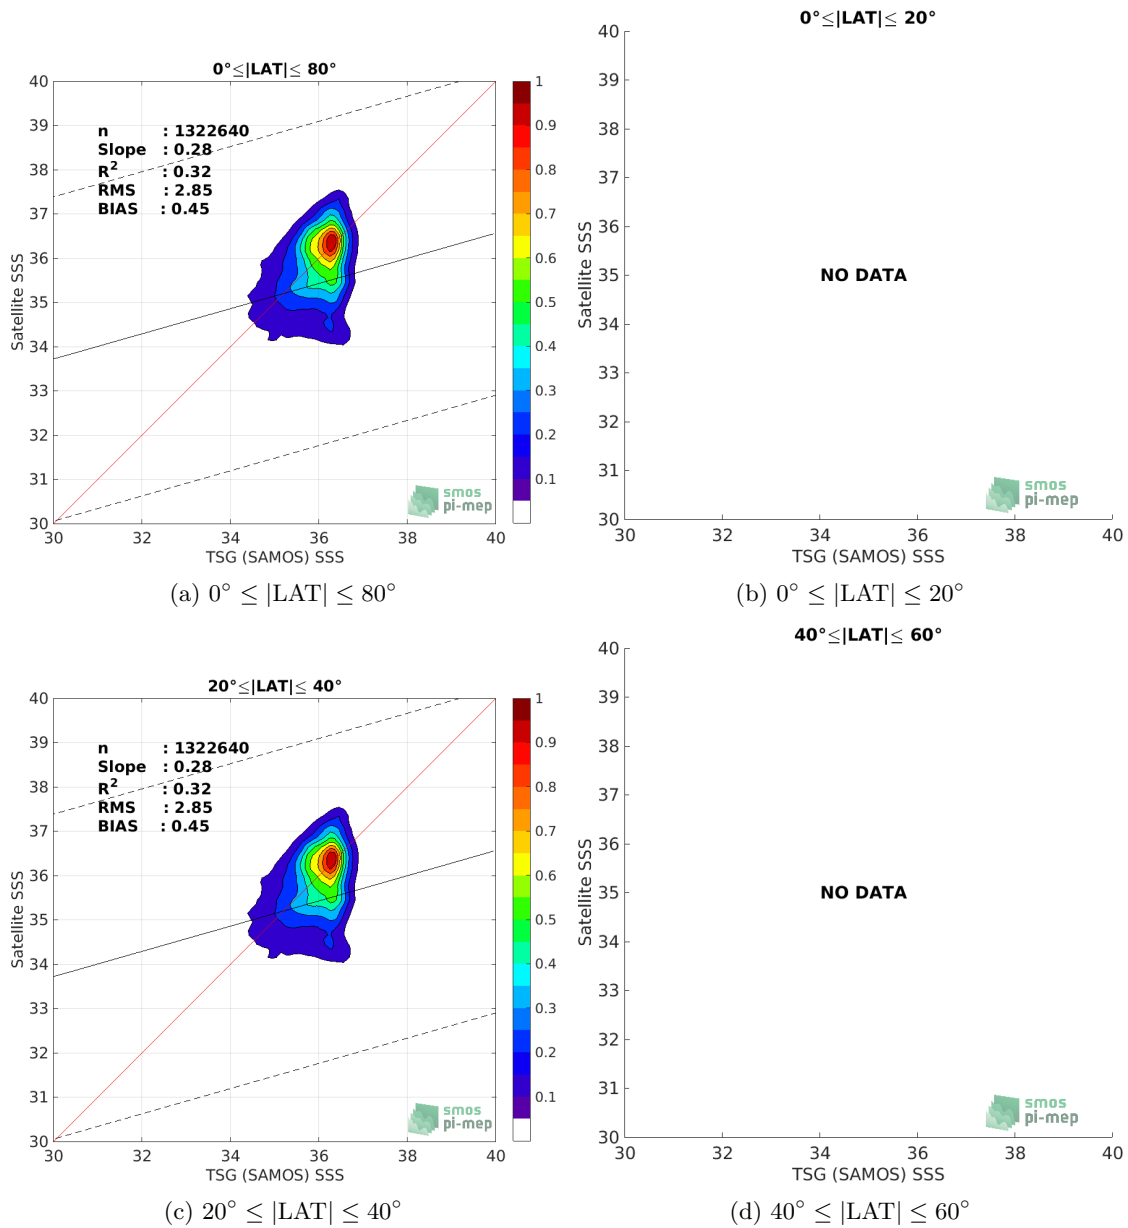 0°≤|LAT|≤ 80°
40
39
38
37
36
35
34
33
32
31
30
Satellite SSS
n : 1322640
Slope : 0.28
R² : 0.32
RMS : 2.85
BIAS : 0.45
smos
pi-mep
30 32 34 36 38 40
TSG (SAMOS) SSS
1
0.9
0.8
0.7
0.6
0.5
0.4
0.3
0.2
0.1
(a) 0° ≤ |LAT| ≤ 80°
0°≤|LAT|≤ 20°
40
39
38
37
36
35
34
33
32
31
30
Satellite SSS
NO DATA
smos
pi-mep
30 32 34 36 38 40
TSG (SAMOS) SSS
(b) 0° ≤ |LAT| ≤ 20°
20°≤|LAT|≤ 40°
40
39
38
37
36
35
34
33
32
31
30
Satellite SSS
n : 1322640
Slope : 0.28
R² : 0.32
RMS : 2.85
BIAS : 0.45
smos
pi-mep
30 32 34 36 38 40
TSG (SAMOS) SSS
1
0.9
0.8
0.7
0.6
0.5
0.4
0.3
0.2
0.1
(c) 20° ≤ |LAT| ≤ 40°
40°≤|LAT|≤ 60°
40
39
38
37
36
35
34
33
32
31
30
Satellite SSS
NO DATA
smos
pi-mep
30 32 34 36 38 40
TSG (SAMOS) SSS
(d) 40° ≤ |LAT| ≤ 60°